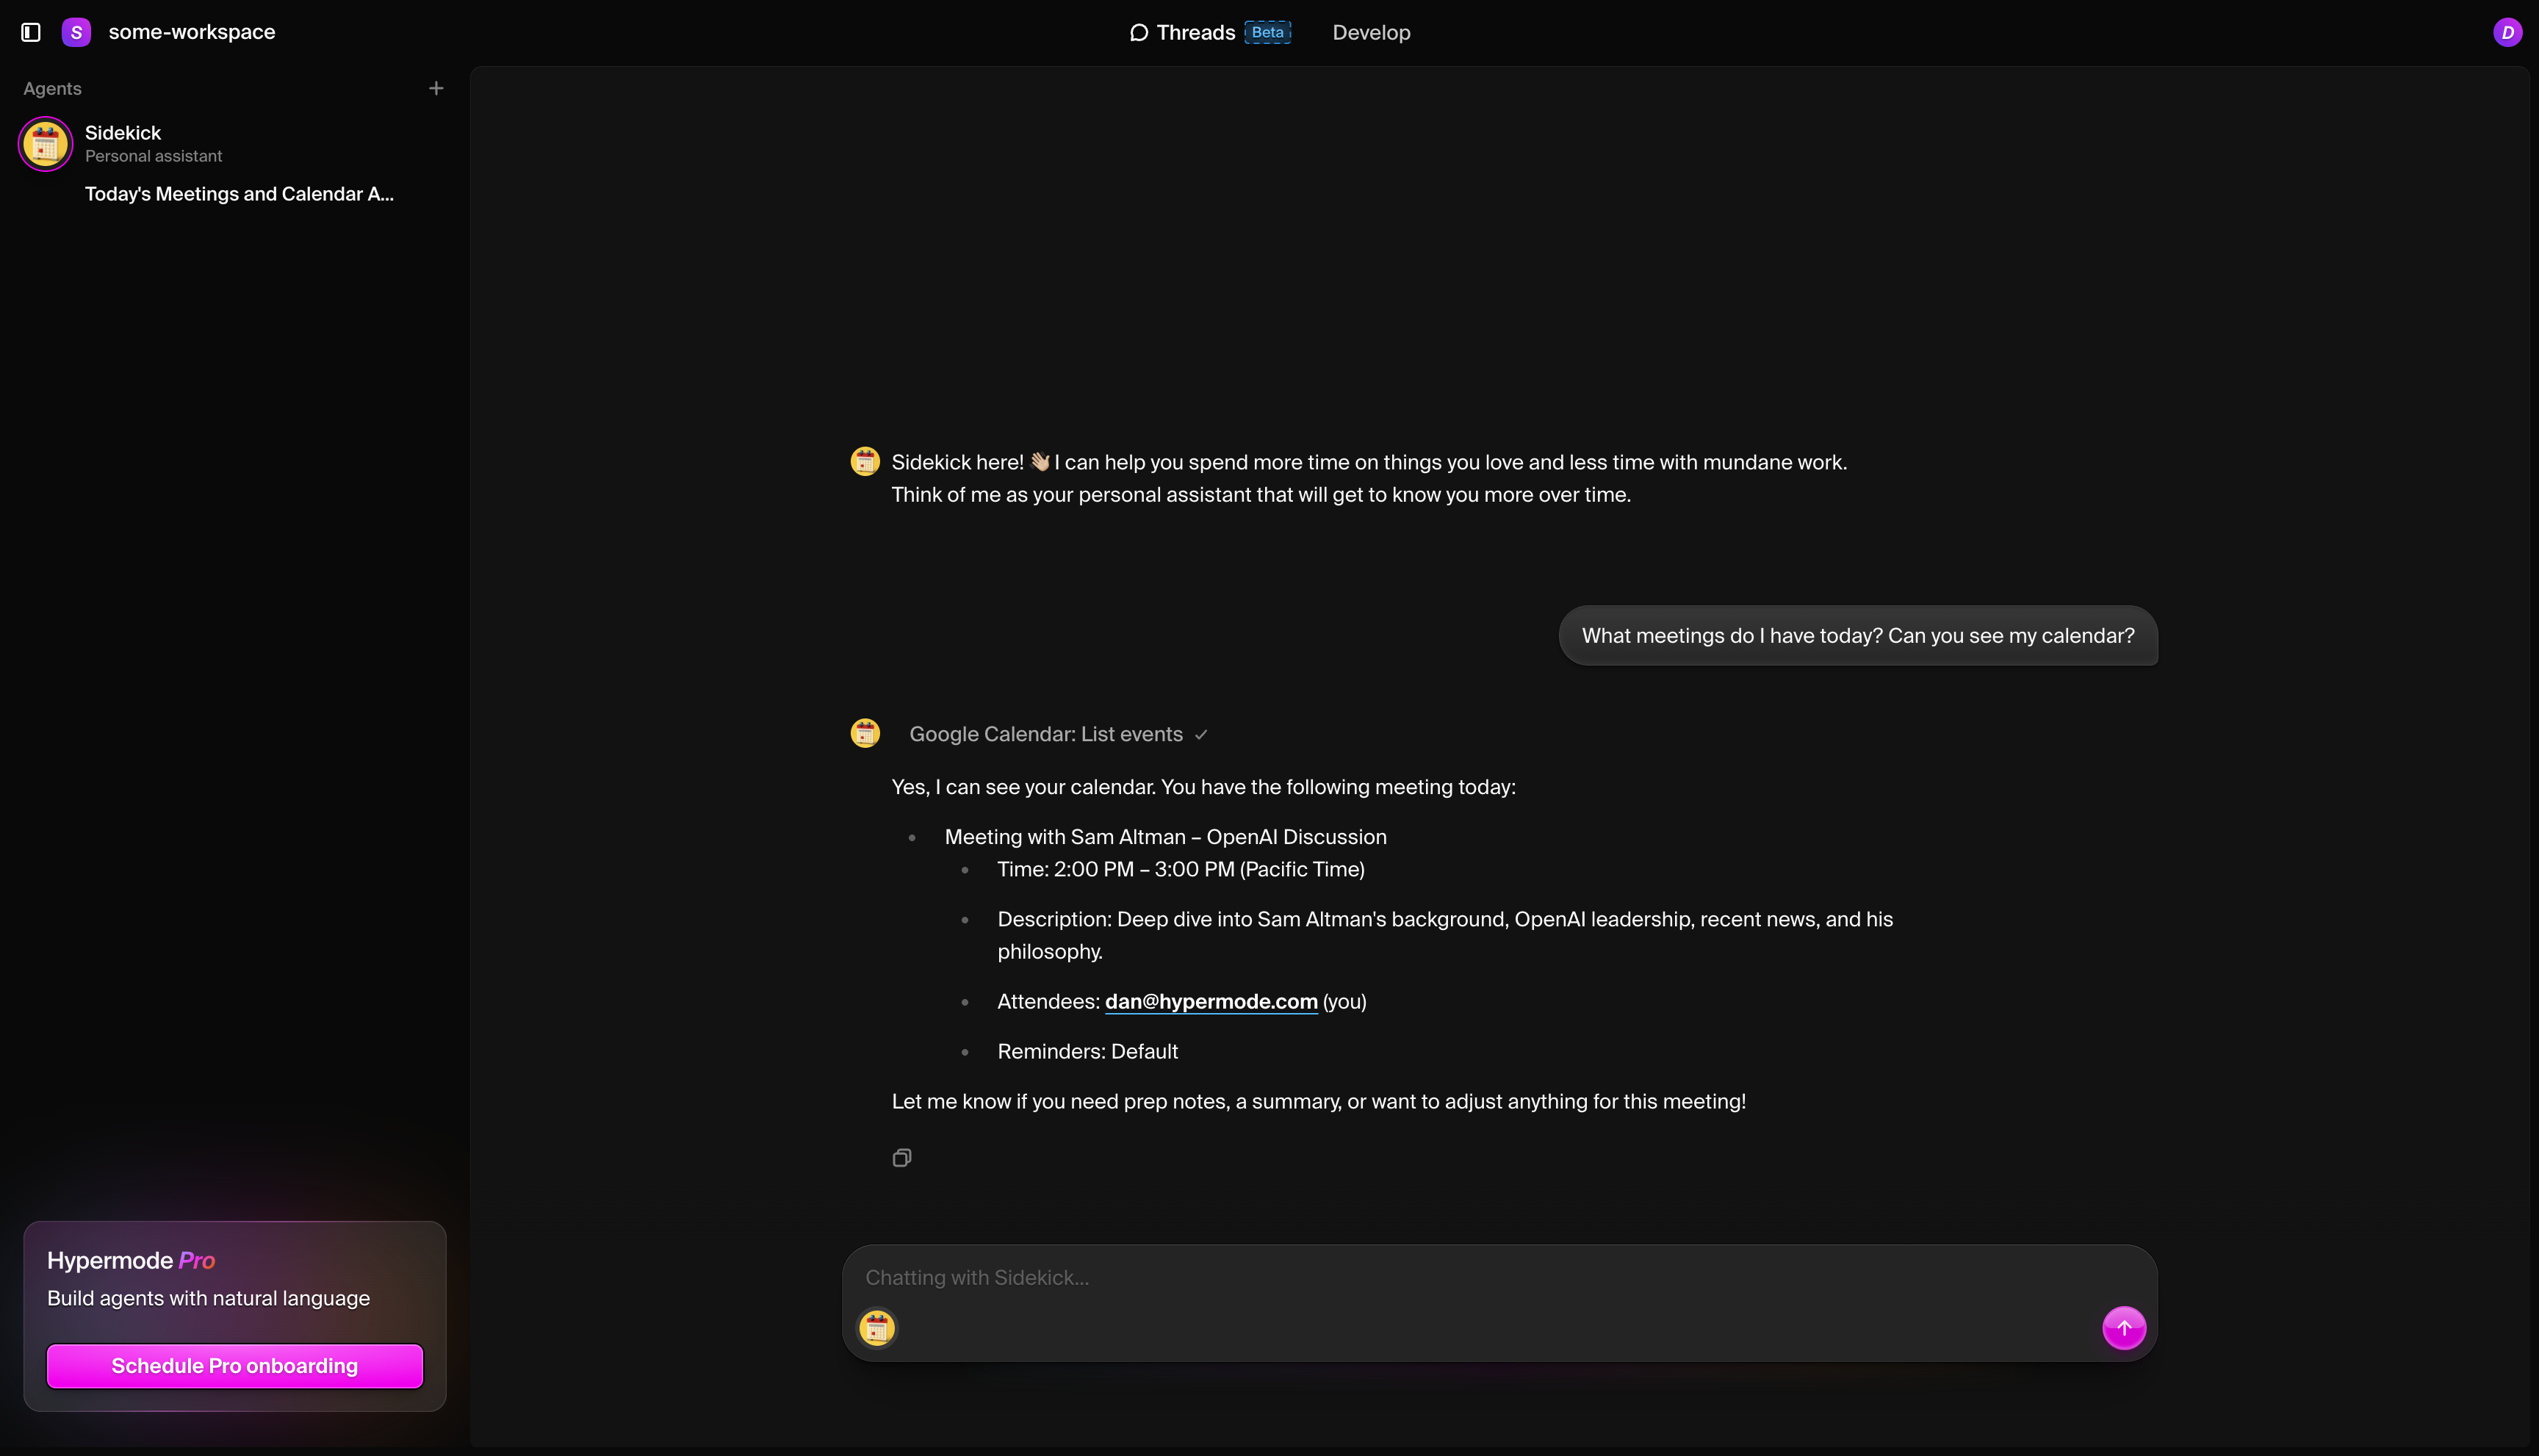 S some-workspace
Threads Beta Develop
D
Agents
Sidekick
Personal assistant
Today's Meetings and Calendar A...
Sidekick here! 👋🏻 I can help you spend more time on things you love and less time with mundane work.
Think of me as your personal assistant that will get to know you more over time.
What meetings do I have today? Can you see my calendar?
Google Calendar: List events
Yes, I can see your calendar. You have the following meeting today:
Meeting with Sam Altman – OpenAI Discussion
Time: 2:00 PM – 3:00 PM (Pacific Time)
Description: Deep dive into Sam Altman's background, OpenAI leadership, recent news, and his
philosophy.
Attendees: dan@hypermode.com (you)
Reminders: Default
Let me know if you need prep notes, a summary, or want to adjust anything for this meeting!
Hypermode Pro
Build agents with natural language
Schedule Pro onboarding
Chatting with Sidekick...